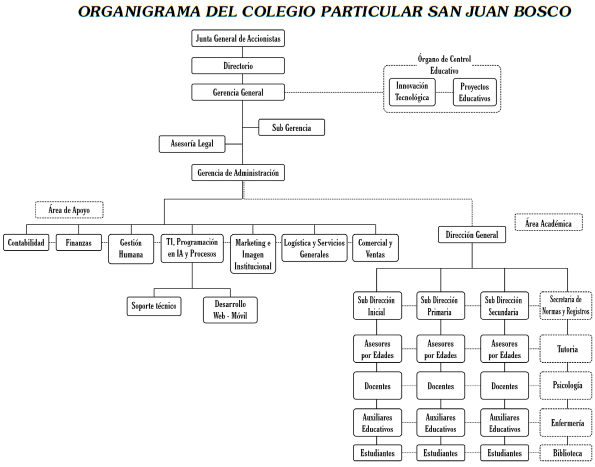 ORGANIGRAMA DEL COLEGIO PARTICULAR SAN JUAN BOSCO
Junta General de Accionistas
Directorio
Gerencia General
Órgano de Control
Educativo
Innovación
Tecnológica
Proyectos
Educativos
Sub Gerencia
Asesoría Legal
Gerencia de Administración
Área de Apoyo
Área Académica
Contabilidad
Finanzas
Gestión
Humana
TI, Programación
en IA y Procesos
Marketing e
Imagen
Institucional
Logística y Servicios
Generales
Comercial y
Ventas
Dirección General
Soporte técnico
Desarrollo
Web - Móvil
Sub Dirección
Inicial
Sub Dirección
Primaria
Sub Dirección
Secundaria
Secretaria de
Normas y Registros
Asesores
por Edades
Asesores
por Edades
Asesores
por Edades
Tutoria
Docentes
Docentes
Docentes
Psicología
Auxiliares
Educativos
Auxiliares
Educativos
Auxiliares
Educativos
Enfermería
Estudiantes
Estudiantes
Estudiantes
Biblioteca